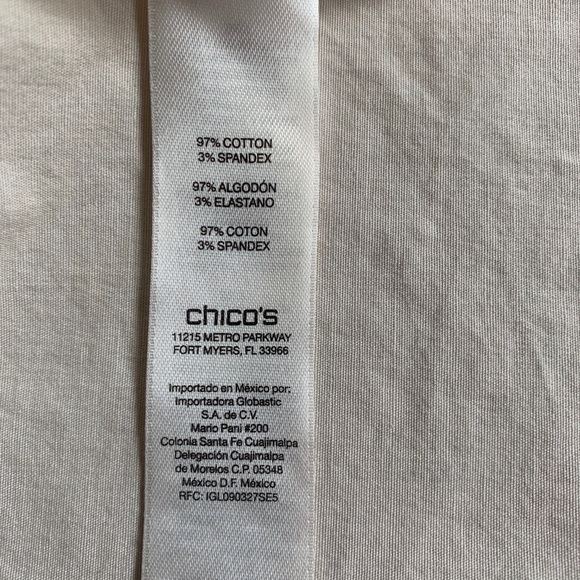 97% COTTON
3% SPANDEX
97% ALGODÓN
3% ELASTANO
97% COTON
3% SPANDEX
chico's
11215 METRO PARKWAY
FORT MYERS, FL 33966
Importado en México por:
Importadora Globastic
S.A. de C.V.
Mario Pani #200
Colonia Santa Fe Cuajimalpa
Delegación Cuajimalpa
de Morelos C.P. 05348
México D.F. México
RFC: IGL090327SE5